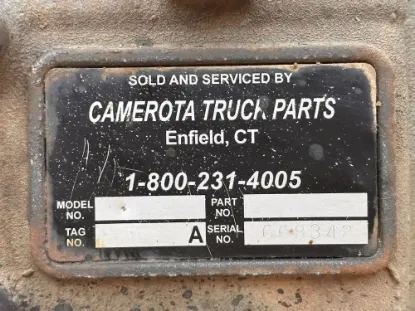 SOLD AND SERVICED BY
CAMEROTA TRUCK PARTS
Enfield, CT
1-800-231-4005
MODEL NO. PART NO.
TAG NO. A SERIAL NO.